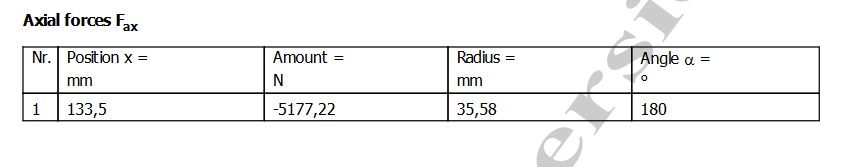 Axial forces Fax
Nr. Position x = Amount = Radius = Angle α =
mm N mm °
1 133,5 -5177,22 35,58 180